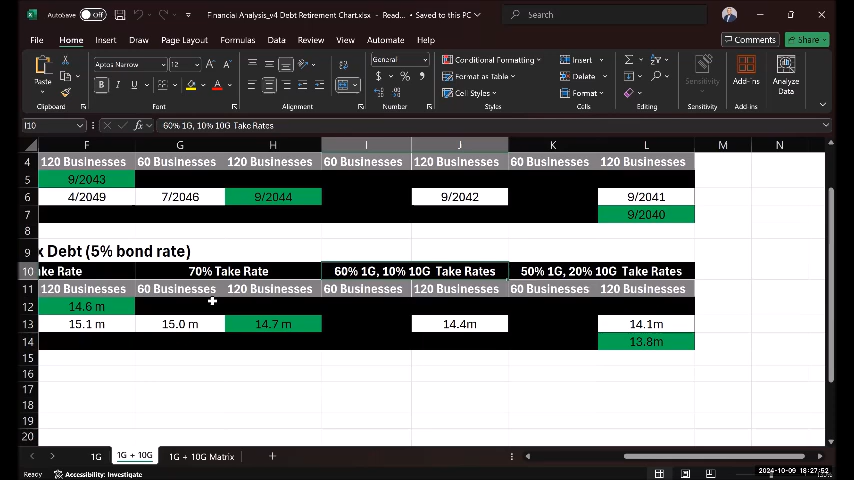 AutoSave Off Financial_Analysis_v4 Debt Retirement Chart.xlsx - Read... • Saved to this PC Search
File Home Insert Draw Page Layout Formulas Data Review View Automate Help Comments Share
Aptos Narrow 12 General Conditional Formatting Insert
Paste Format as Table Delete Sensitivity Add-ins Analyze Data
B I U Cell Styles Format
Clipboard Font Alignment Number Styles Cells Editing Sensitivity Add-ins
I10 fx 60% 1G, 10% 10G Take Rates
F G H I J K L M N
4 120 Businesses 60 Businesses 120 Businesses 60 Businesses 120 Businesses 60 Businesses 120 Businesses
5 9/2043
6 4/2049 7/2046 9/2044 9/2042 9/2041
7 9/2040
8
9 x Debt (5% bond rate)
10 ake Rate 70% Take Rate 60% 1G, 10% 10G Take Rates 50% 1G, 20% 10G Take Rates
11 120 Businesses 60 Businesses 120 Businesses 60 Businesses 120 Businesses 60 Businesses 120 Businesses
12 14.6 m
13 15.1 m 15.0 m 14.7 m 14.4m 14.1m
14 13.8m
15
16
17
18
19
20
1G 1G + 10G 1G + 10G Matrix
Ready Accessibility: Investigate 2024-10-09 18:27:52